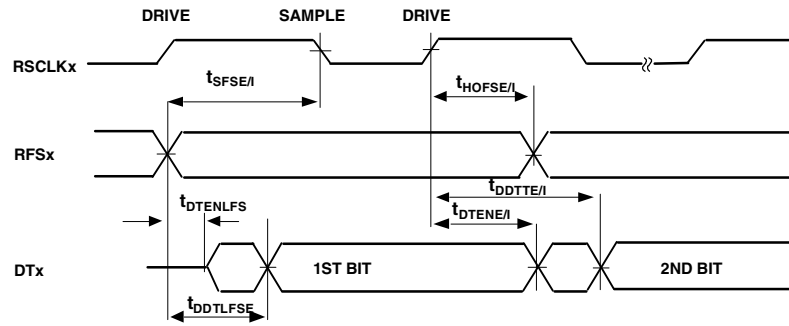 DRIVE SAMPLE DRIVE
RSCLKx
tSFSE/I
tHOFSE/I
RFSx
tDDTTE/I
tDTENLFS
tDTENE/I
DTx
1ST BIT
2ND BIT
tDDTLFSE